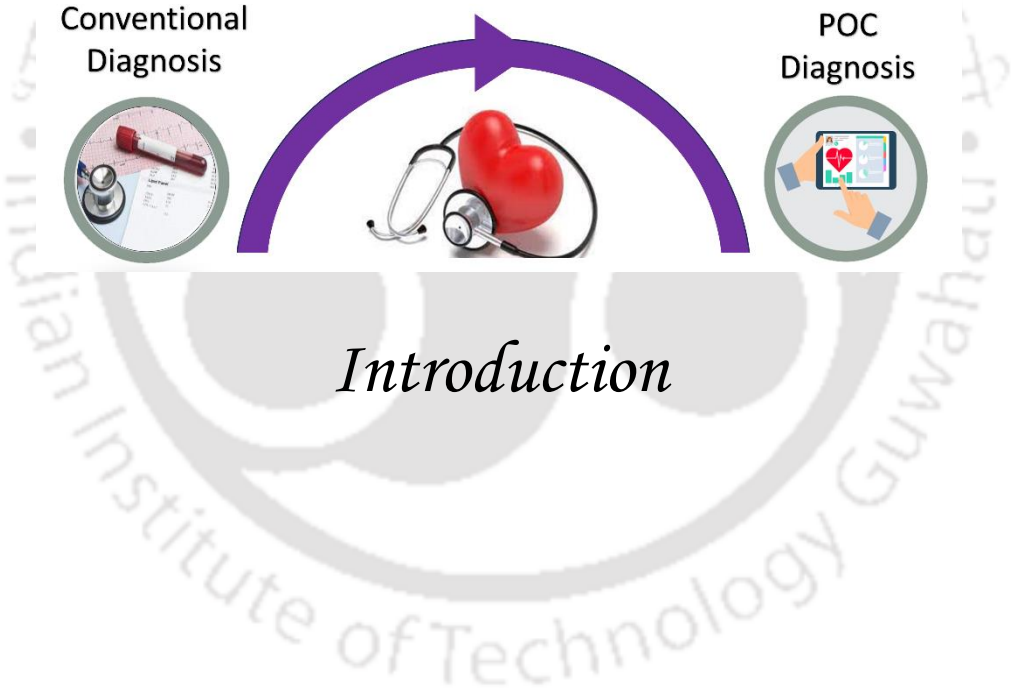 Conventional
Diagnosis
POC
Diagnosis
Introduction
Indian Institute of Technology Guwahati